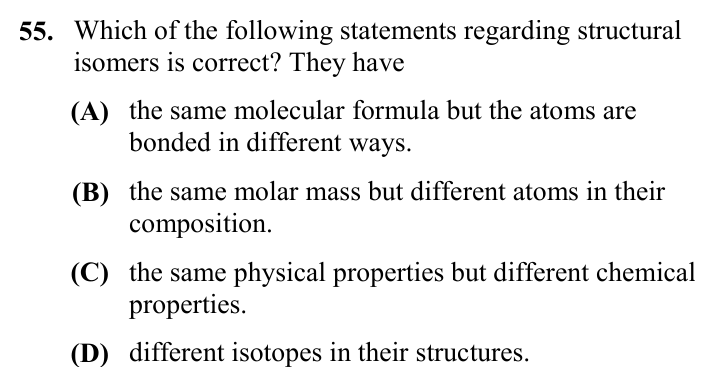 55. Which of the following statements regarding structural
isomers is correct? They have
(A) the same molecular formula but the atoms are
bonded in different ways.
(B) the same molar mass but different atoms in their
composition.
(C) the same physical properties but different chemical
properties.
(D) different isotopes in their structures.